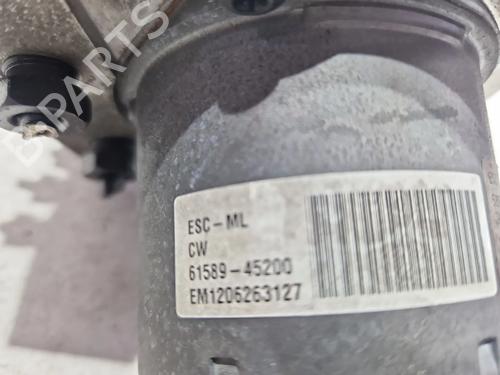 B PARTS
ESC-ML
CW
61589-45200
EM1206263127